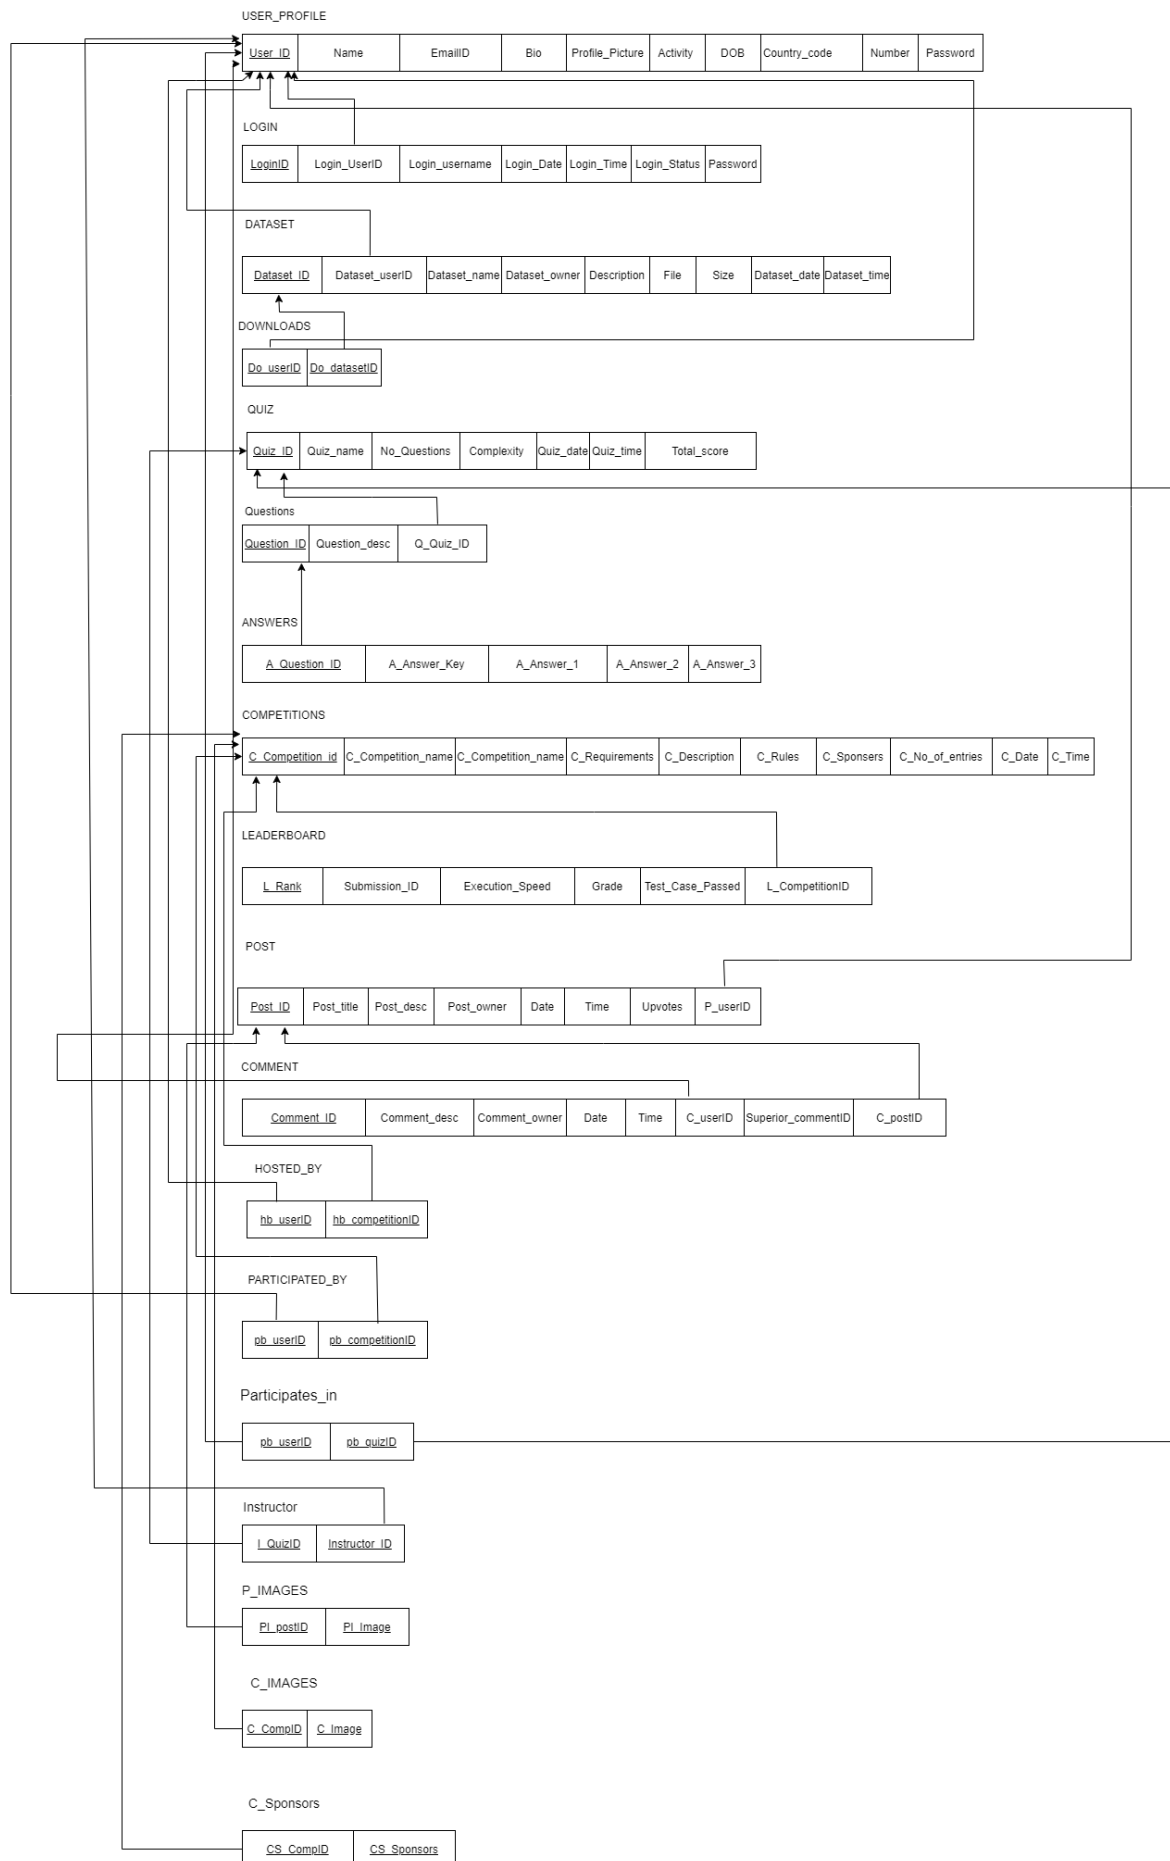 USER_PROFILE
User_ID Name EmailID Bio Profile_Picture Activity DOB Country_code Number Password
LOGIN
LoginID Login_UserID Login_username Login_Date Login_Time Login_Status Password
DATASET
Dataset_ID Dataset_userID Dataset_name Dataset_owner Description File Size Dataset_date Dataset_time
DOWNLOADS
Do_userID Do_datasetID
QUIZ
Quiz_ID Quiz_name No_Questions Complexity Quiz_date Quiz_time Total_score
Questions
Question_ID Question_desc Q_Quiz_ID
ANSWERS
A_Question_ID A_Answer_Key A_Answer_1 A_Answer_2 A_Answer_3
COMPETITIONS
C_Competition_id C_Competition_name C_Competition_name C_Requirements C_Description C_Rules C_Sponsers C_No_of_entries C_Date C_Time
LEADERBOARD
L_Rank Submission_ID Execution_Speed Grade Test_Case_Passed L_CompetitionID
POST
Post_ID Post_title Post_desc Post_owner Date Time Upvotes P_userID
COMMENT
Comment_ID Comment_desc Comment_owner Date Time C_userID Superior_commentID C_postID
HOSTED_BY
hb_userID hb_competitionID
PARTICIPATED_BY
pb_userID pb_competitionID
Participates_in
pb_userID pb_quizID
Instructor
I_QuizID Instructor_ID
P_IMAGES
PI_postID PI_Image
C_IMAGES
C_CompID C_Image
C_Sponsors
CS_CompID CS_Sponsors